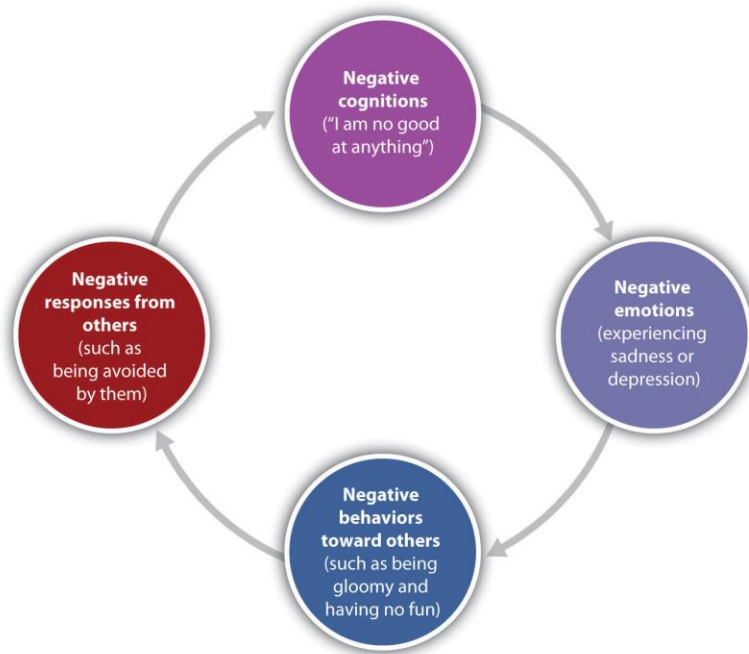 Negative
cognitions
(“I am no good
at anything”)
Negative
emotions
(experiencing
sadness or
depression)
Negative
behaviors
toward others
(such as being
gloomy and
having no fun)
Negative
responses from
others
(such as
being avoided
by them)